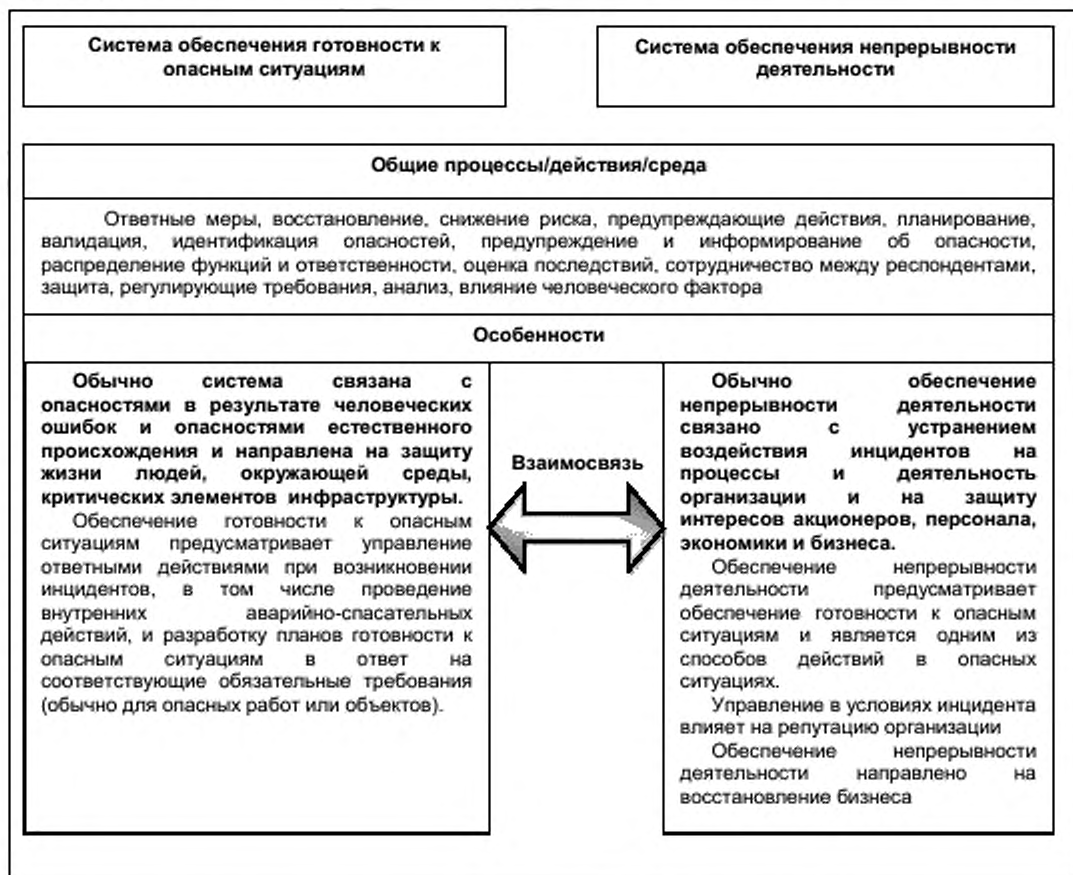 Система обеспечения готовности к
опасным ситуациям
Система обеспечения непрерывности
деятельности
Общие процессы/действия/среда
Ответные меры, восстановление, снижение риска, предупреждающие действия, планирование,
валидация, идентификация опасностей, предупреждение и информирование об опасности,
распределение функций и ответственности, оценка последствий, сотрудничество между респондентами,
защита, регулирующие требования, анализ, влияние человеческого фактора
Особенности
Обычно система связана с
опасностями в результате человеческих
ошибок и опасностями естественного
происхождения и направлена на защиту
жизни людей, окружающей среды,
критических элементов инфраструктуры.
Обеспечение готовности к опасным
ситуациям предусматривает управление
ответными действиями при возникновении
инцидентов, в том числе проведение
внутренних аварийно-спасательных
действий, и разработку планов готовности к
опасным ситуациям в ответ на
соответствующие обязательные требования
(обычно для опасных работ или объектов).
Взаимосвязь
Обычно обеспечение
непрерывности деятельности
связано с устранением
воздействия инцидентов на
процессы и деятельность
организации и на защиту
интересов акционеров, персонала,
экономики и бизнеса.
Обеспечение непрерывности
деятельности предусматривает
обеспечение готовности к опасным
ситуациям и является одним из
способов действий в опасных
ситуациях.
Управление в условиях инцидента
влияет на репутацию организации
Обеспечение непрерывности
деятельности направлено на
восстановление бизнеса